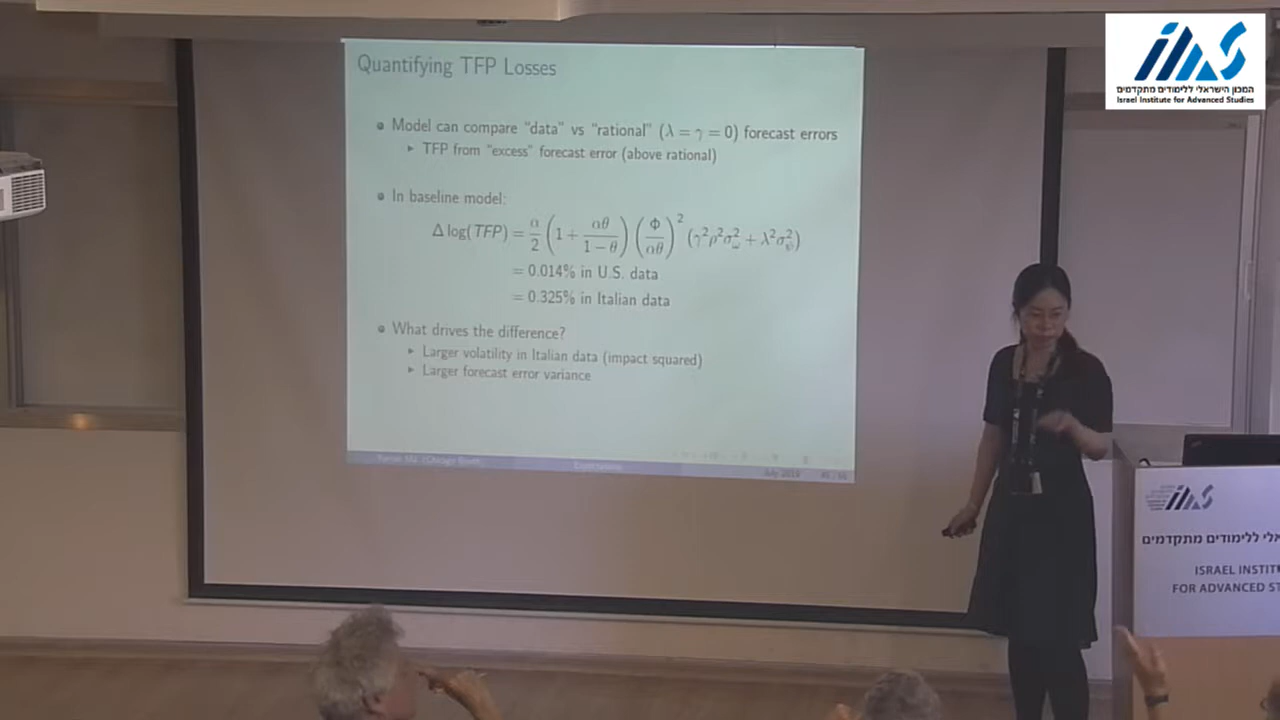 המכון הישראלי ללימודים מתקדמים
Israel Institute for Advanced Studies
Quantifying TFP Losses
Model can compare "data" vs "rational" (λ = γ = 0) forecast errors
TFP from "excess" forecast error (above rational)
In baseline model:
Δ log(TFP) = α/2 (1 + αθ/(1 − θ)) (Φ/αθ)² (γ²ρ²σ²_ω + λ²σ²_ψ)
= 0.014% in U.S. data
= 0.325% in Italian data
What drives the difference?
Larger volatility in Italian data (impact squared)
Larger forecast error variance
Expectations
July 2019
ללימודים מתקדמים
ISRAEL INSTIT
FOR ADVANCED ST